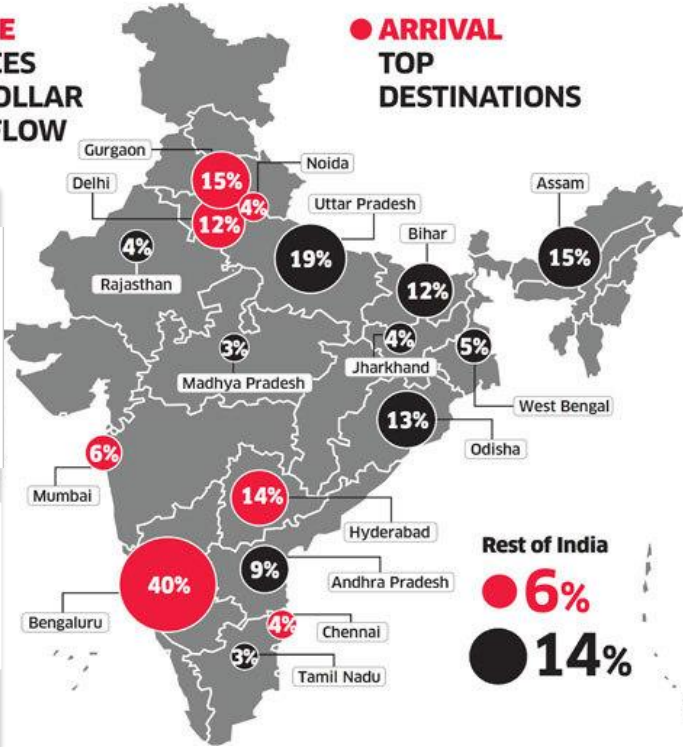 E
ES
OLLAR
FLOW
ARRIVAL
TOP
DESTINATIONS
Gurgaon
15%
Noida
4%
Delhi
12%
Uttar Pradesh
19%
Assam
15%
Bihar
12%
4%
Rajasthan
3%
Madhya Pradesh
4%
Jharkhand
5%
West Bengal
13%
Odisha
6%
Mumbai
14%
Hyderabad
40%
Bengaluru
9%
Andhra Pradesh
4%
Chennai
3%
Tamil Nadu
Rest of India
6%
14%